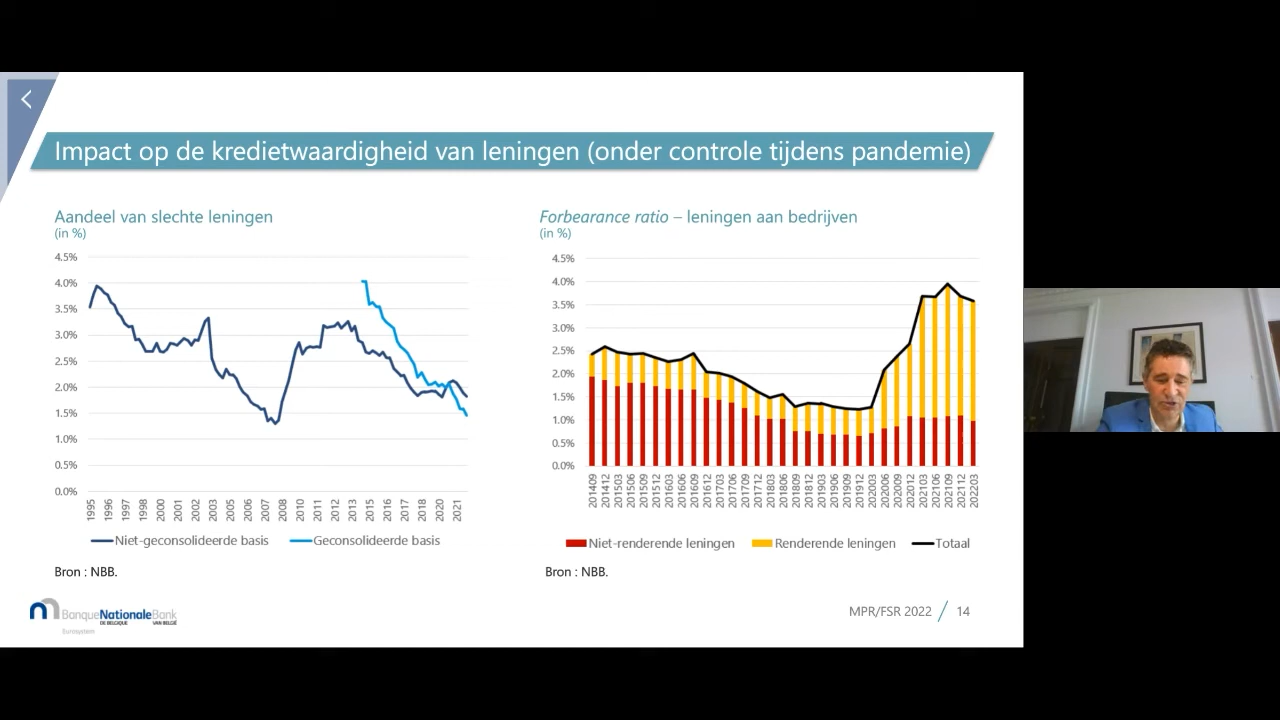 Impact op de kredietwaardigheid van leningen (onder controle tijdens pandemie)
Aandeel van slechte leningen
(in %)
4.5%
4.0%
3.5%
3.0%
2.5%
2.0%
1.5%
1.0%
0.5%
0.0%
1995 1996 1997 1998 2000 2001 2002 2003 2005 2006 2007 2008 2010 2011 2012 2013 2015 2016 2017 2018 2020 2021
Niet-geconsolideerde basis Geconsolideerde basis
Bron : NBB.
Forbearance ratio – leningen aan bedrijven
(in %)
4.5%
4.0%
3.5%
3.0%
2.5%
2.0%
1.5%
1.0%
0.5%
0.0%
201409 201412 201503 201506 201509 201512 201603 201606 201609 201612 201703 201706 201709 201712 201803 201806 201809 201812 201903 201906 201909 201912 202003 202006 202009 202012 202103 202106 202109 202112 202203
Niet-renderende leningen Renderende leningen Totaal
Bron : NBB.
BanqueNationaleBank
DE BELGIQUE VAN BELGIË
Eurosystem
MPR/FSR 2022 / 14